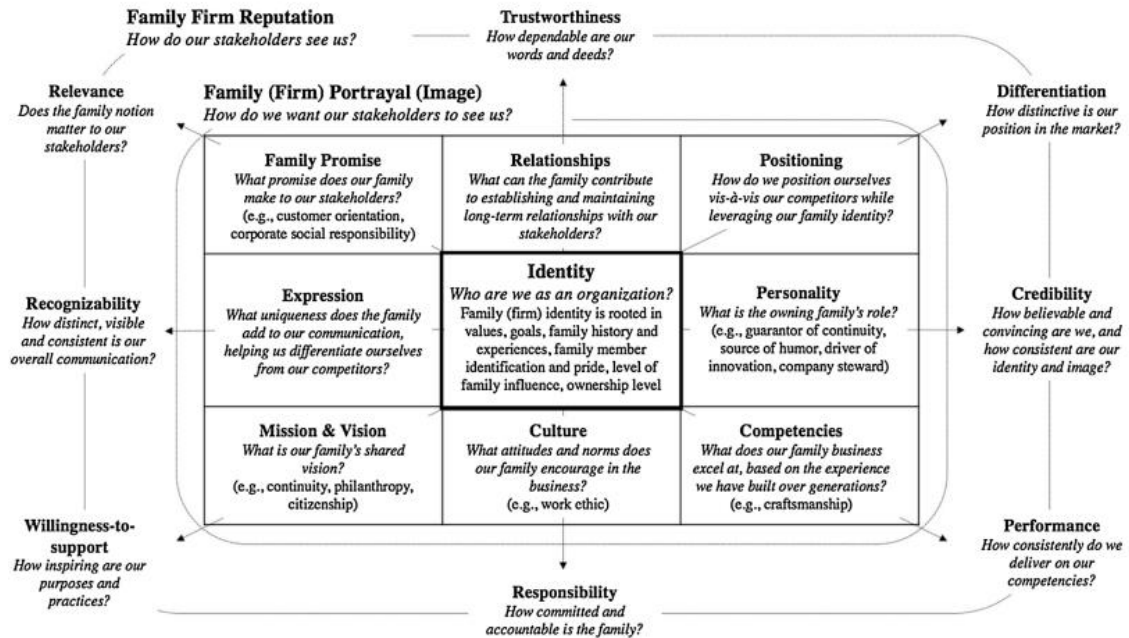 Family Firm Reputation
How do our stakeholders see us?
Trustworthiness
How dependable are our
words and deeds?
Relevance
Does the family notion
matter to our
stakeholders?
Family (Firm) Portrayal (Image)
How do we want our stakeholders to see us?
Differentiation
How distinctive is our
position in the market?
Family Promise
What promise does our family
make to our stakeholders?
(e.g., customer orientation,
corporate social responsibility)
Relationships
What can the family contribute
to establishing and maintaining
long-term relationships with our
stakeholders?
Positioning
How do we position ourselves
vis-à-vis our competitors while
leveraging our family identity?
Recognizability
How distinct, visible
and consistent is our
overall communication?
Expression
What uniqueness does the family
add to our communication,
helping us differentiate ourselves
from our competitors?
Identity
Who are we as an organization?
Family (firm) identity is rooted in
values, goals, family history and
experiences, family member
identification and pride, level of
family influence, ownership level
Personality
What is the owning family's role?
(e.g., guarantor of continuity,
source of humor, driver of
innovation, company steward)
Credibility
How believable and
convincing are we, and
how consistent are our
identity and image?
Mission & Vision
What is our family's shared
vision?
(e.g., continuity, philanthropy,
citizenship)
Culture
What attitudes and norms does
our family encourage in the
business?
(e.g., work ethic)
Competencies
What does our family business
excel at, based on the experience
we have built over generations?
(e.g., craftsmanship)
Willingness-to-
support
How inspiring are our
purposes and
practices?
Responsibility
How committed and
accountable is the family?
Performance
How consistently do we
deliver on our
competencies?